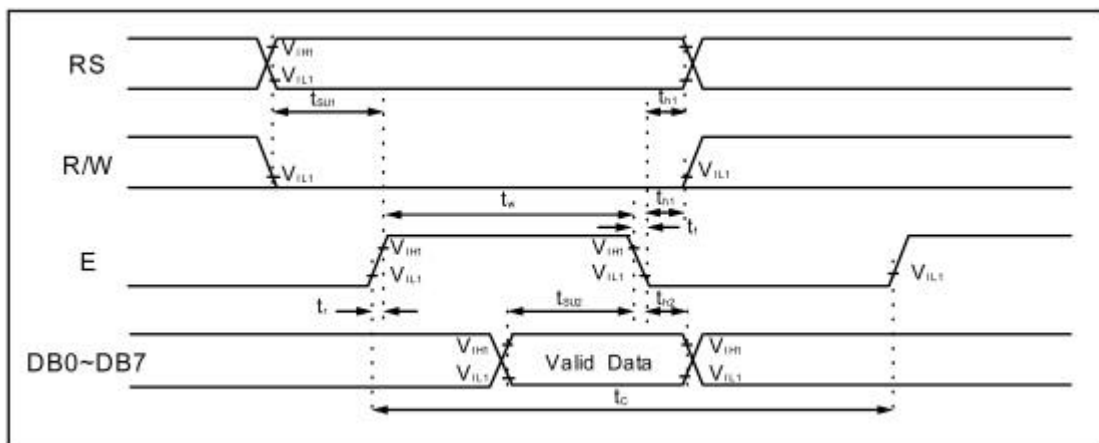 RS
VIH1
VIL1
tSU1
th1
R/W
VIL1
VIL1
tw
th1
tf
E
VIH1
VIL1
VIH1
VIL1
VIL1
tr
tSU2
th2
DB0~DB7
VIH1
VIL1
Valid Data
VIH1
VIL1
tC